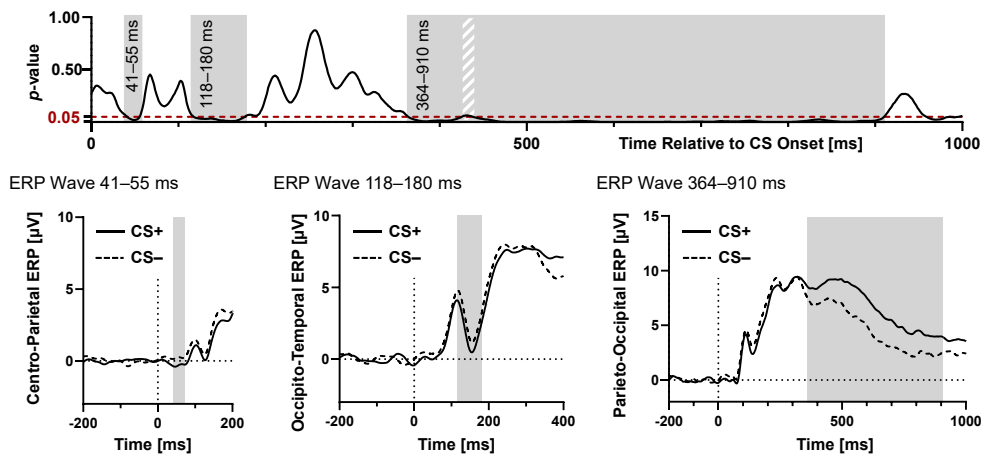 1.00
0.50
0.05
p-value
41–55 ms
118–180 ms
364–910 ms
0
500
Time Relative to CS Onset [ms]
1000
ERP Wave 41–55 ms
ERP Wave 118–180 ms
ERP Wave 364–910 ms
Centro-Parietal ERP [µV]
10
5
0
CS+
CS–
-200
0
200
Time [ms]
Occipito-Temporal ERP [µV]
10
5
0
CS+
CS–
-200
0
200
400
Time [ms]
Parieto-Occipital ERP [µV]
15
10
5
0
CS+
CS–
-200
0
500
1000
Time [ms]